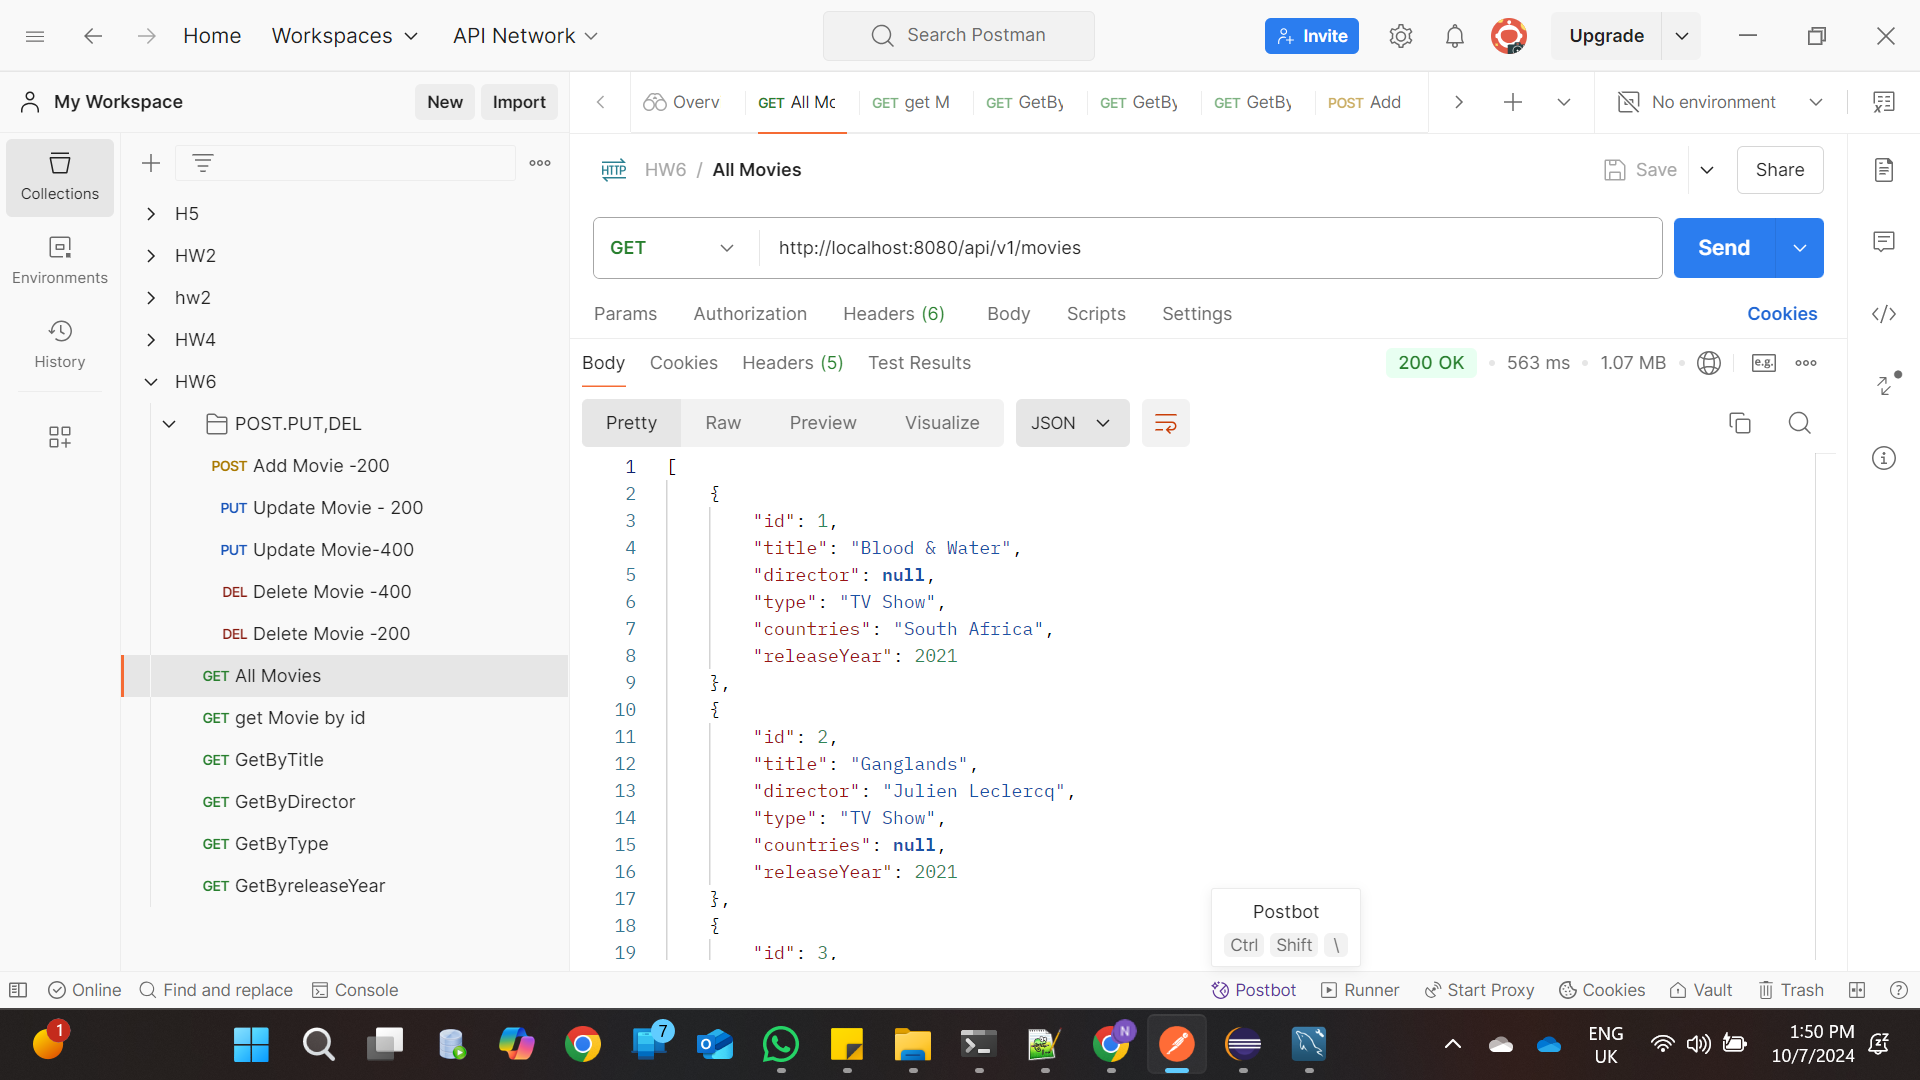 Home Workspaces API Network Search Postman Invite Upgrade
My Workspace New Import
Overv GET All Mc GET get M GET GetBy GET GetBy GET GetBy POST Add No environment
Collections
Environments
History
H5
HW2
hw2
HW4
HW6
POST.PUT,DEL
POST Add Movie -200
PUT Update Movie - 200
PUT Update Movie-400
DEL Delete Movie -400
DEL Delete Movie -200
GET All Movies
GET get Movie by id
GET GetByTitle
GET GetByDirector
GET GetByType
GET GetByreleaseYear
HTTP HW6 / All Movies Save Share
GET http://localhost:8080/api/v1/movies Send
Params Authorization Headers (6) Body Scripts Settings Cookies
Body Cookies Headers (5) Test Results 200 OK 563 ms 1.07 MB e.g.
Pretty Raw Preview Visualize JSON
1 [
2 {
3 "id": 1,
4 "title": "Blood & Water",
5 "director": null,
6 "type": "TV Show",
7 "countries": "South Africa",
8 "releaseYear": 2021
9 },
10 {
11 "id": 2,
12 "title": "Ganglands",
13 "director": "Julien Leclercq",
14 "type": "TV Show",
15 "countries": null,
16 "releaseYear": 2021
17 },
18 {
19 "id": 3,
Postbot
Ctrl Shift \
Online Find and replace Console Postbot Runner Start Proxy Cookies Vault Trash
1 7 N ENG
UK
1:50 PM
10/7/2024